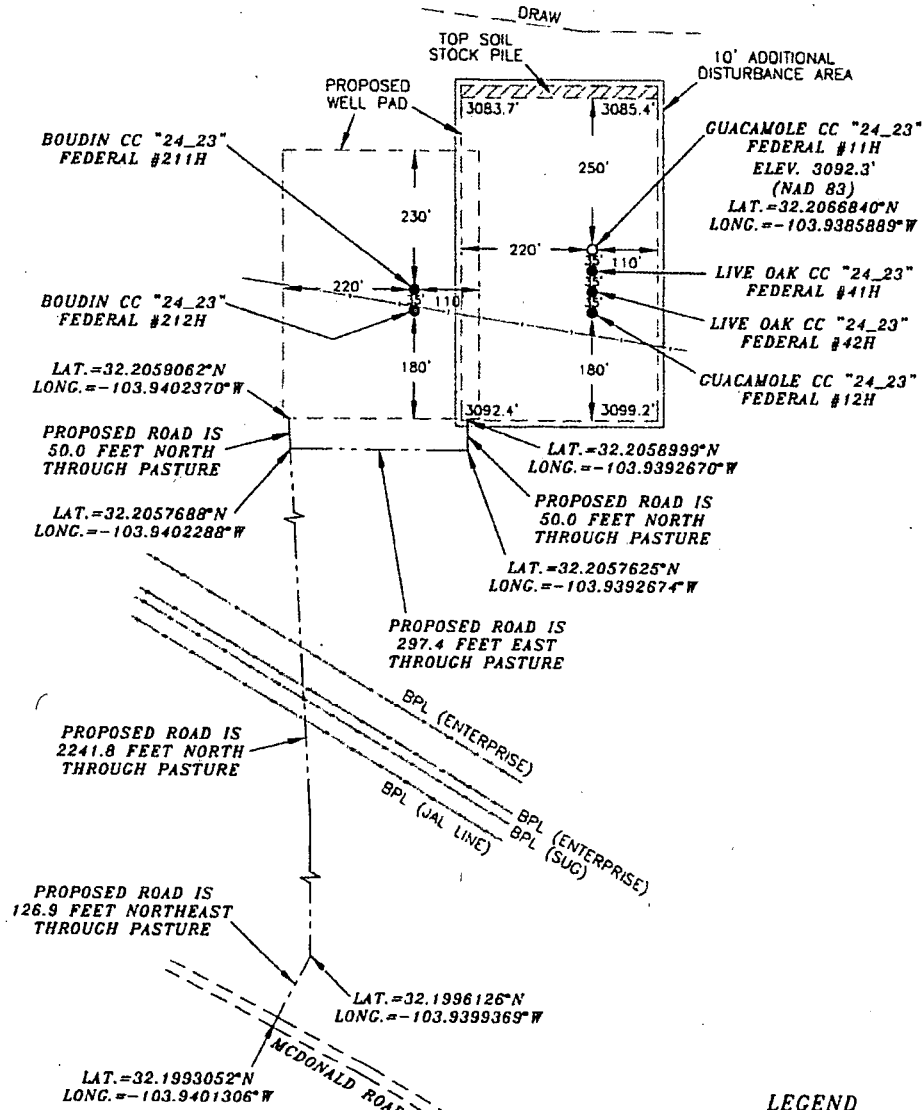 DRAW
TOP SOIL
STOCK PILE
10' ADDITIONAL
DISTURBANCE AREA
PROPOSED
WELL PAD
3083.7'
3085.4'
BOUDIN CC "24_23"
FEDERAL #211H
GUACAMOLE CC "24_23"
FEDERAL #11H
ELEV. 3092.3'
(NAD 83)
LAT.=32.2066840°N
LONG.=-103.9385889°W
250'
230'
220'
110'
35'
35'
35'
LIVE OAK CC "24_23"
FEDERAL #41H
220'
35'
110'
BOUDIN CC "24_23"
FEDERAL #212H
LIVE OAK CC "24_23"
FEDERAL #42H
180'
180'
GUACAMOLE CC "24_23"
FEDERAL #12H
LAT.=32.2059062°N
LONG.=-103.9402370°W
3092.4'
3099.2'
PROPOSED ROAD IS
50.0 FEET NORTH
THROUGH PASTURE
LAT.=32.2058999°N
LONG.=-103.9392670°W
LAT.=32.2057688°N
LONG.=-103.9402288°W
PROPOSED ROAD IS
50.0 FEET NORTH
THROUGH PASTURE
LAT.=32.2057625°N
LONG.=-103.9392674°W
PROPOSED ROAD IS
297.4 FEET EAST
THROUGH PASTURE
BPL (ENTERPRISE)
PROPOSED ROAD IS
2241.8 FEET NORTH
THROUGH PASTURE
BPL (JAL LINE)
BPL (ENTERPRISE)
BPL (SUG)
PROPOSED ROAD IS
126.9 FEET NORTHEAST
THROUGH PASTURE
LAT.=32.1996126°N
LONG.=-103.9399369°W
LAT.=32.1993052°N
LONG.=-103.9401306°W
MCDONALD ROAD
LEGEND